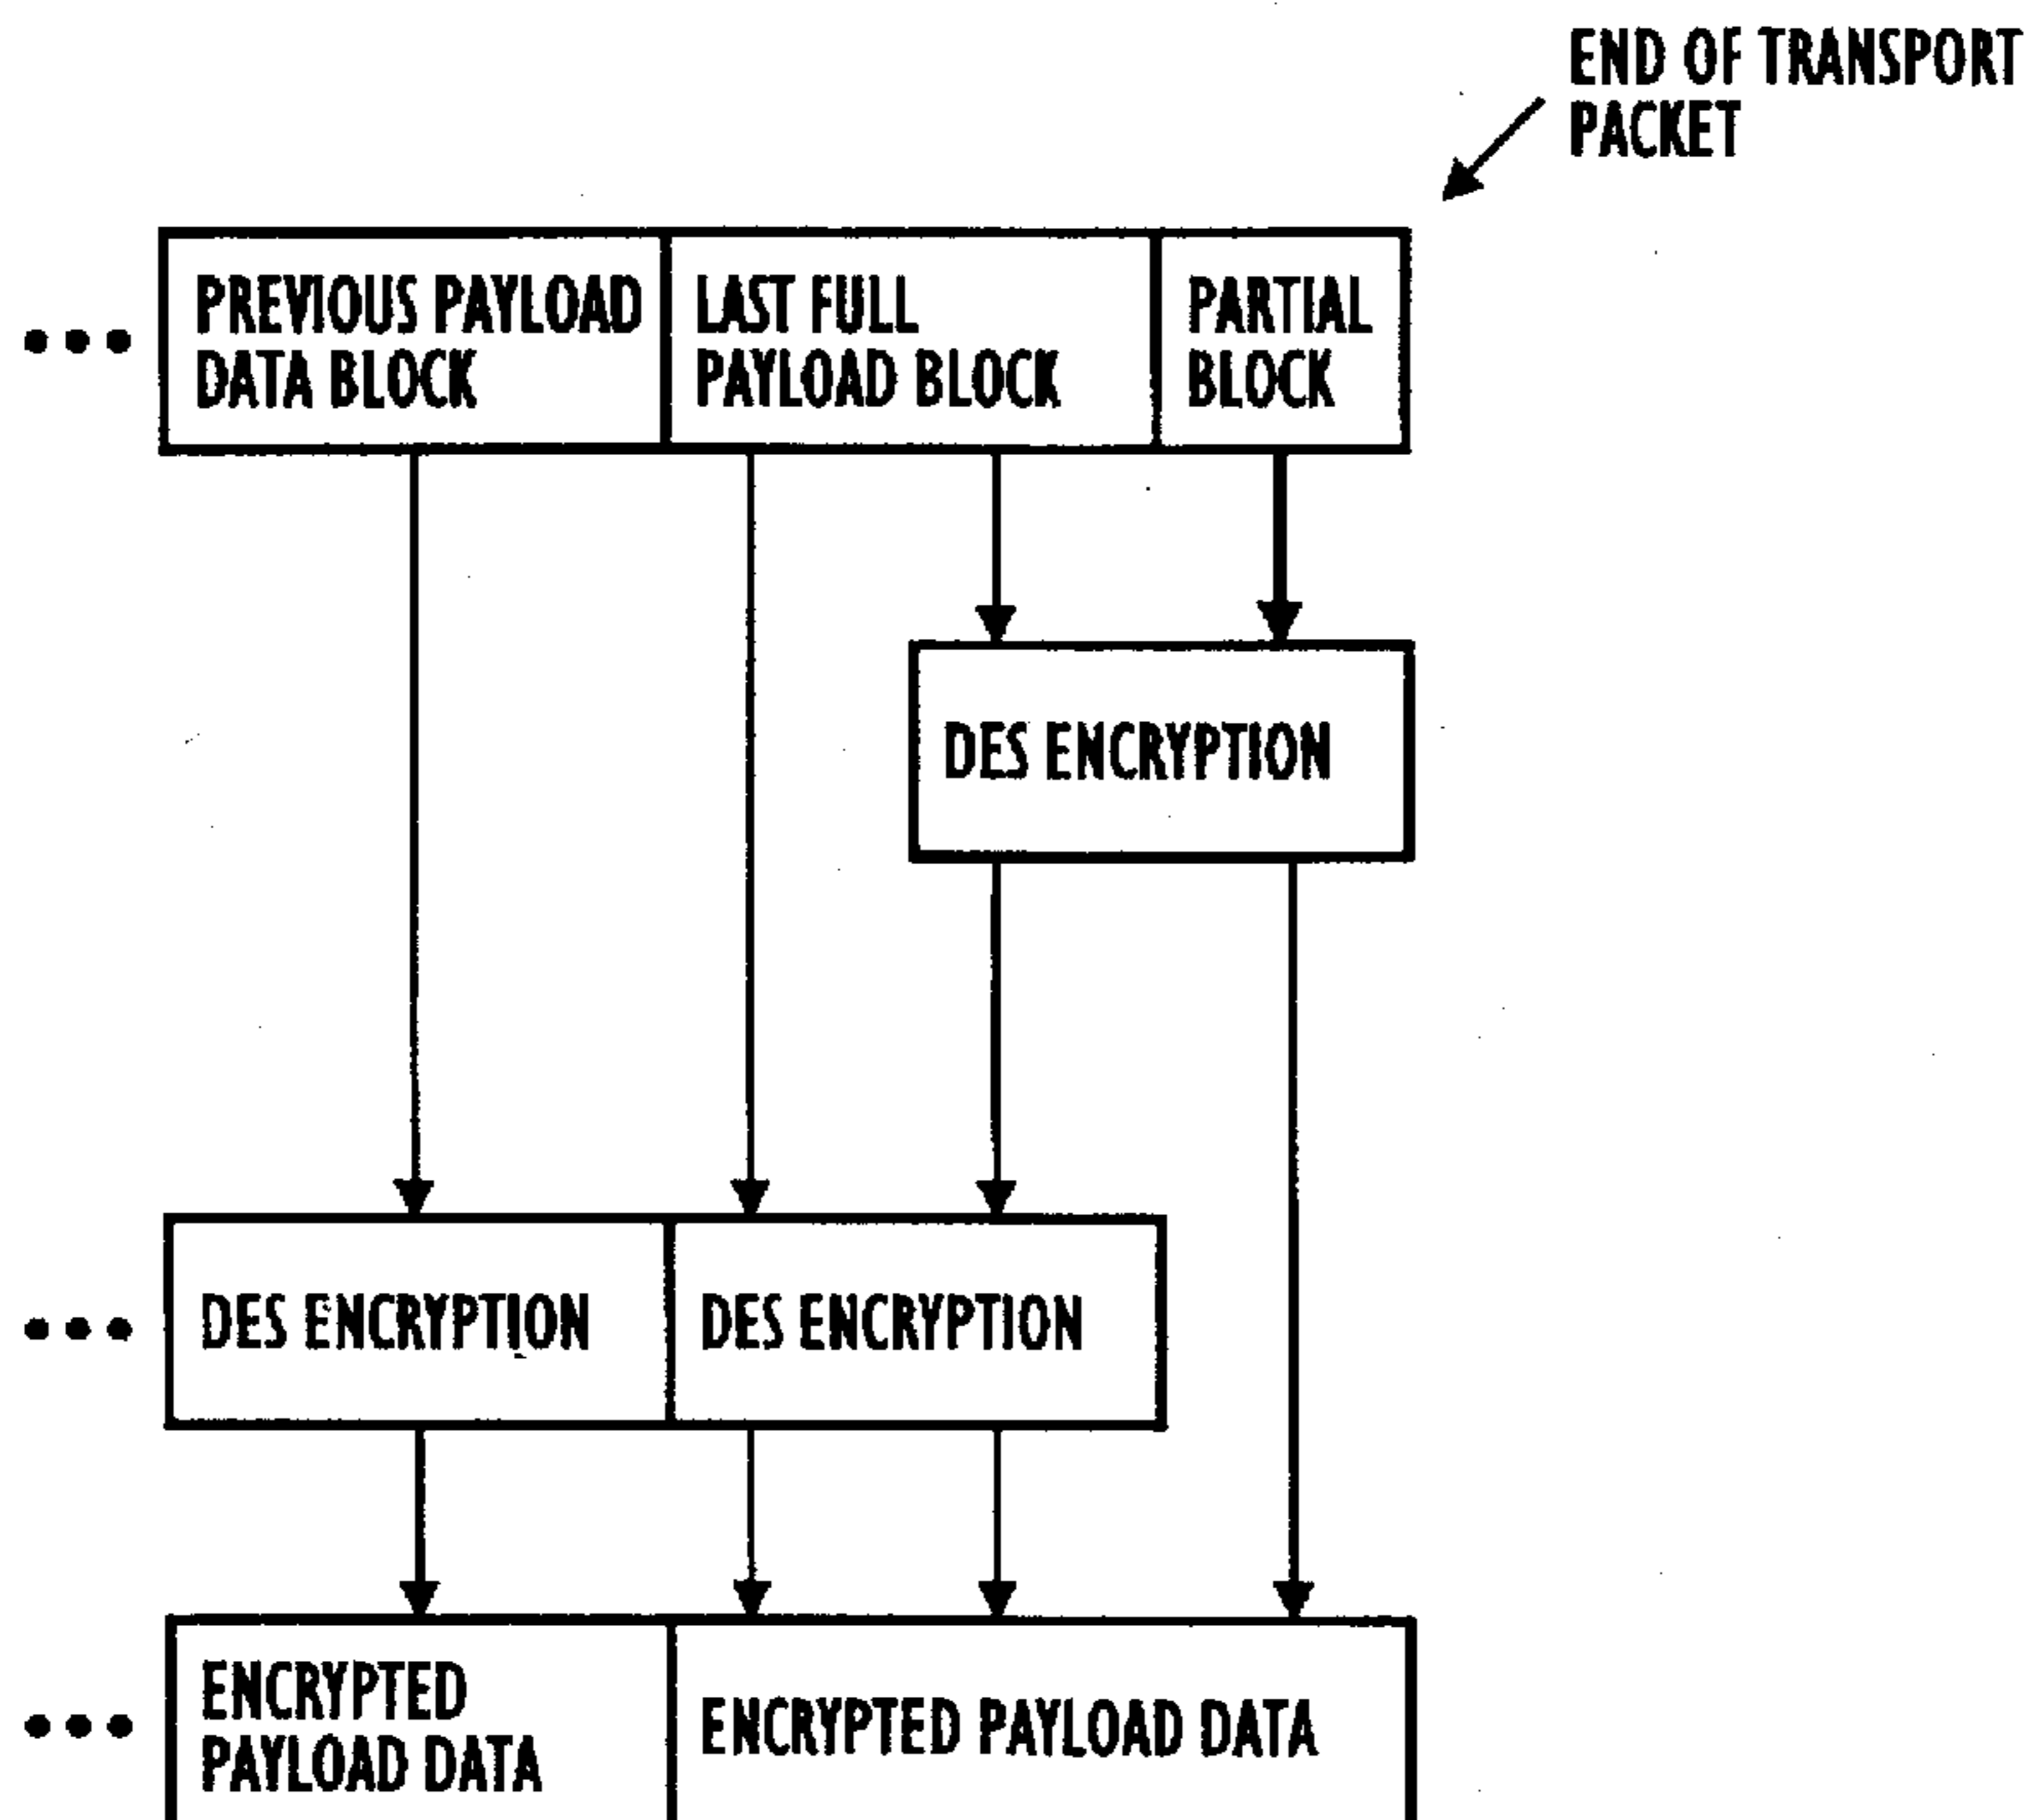 END OF TRANSPORT
PACKET
PREVIOUS PAYLOAD
DATA BLOCK
LAST FULL
PAYLOAD BLOCK
PARTIAL
BLOCK
DES ENCRYPTION
DES ENCRYPTION
DES ENCRYPTION
ENCRYPTED
PAYLOAD DATA
ENCRYPTED PAYLOAD DATA